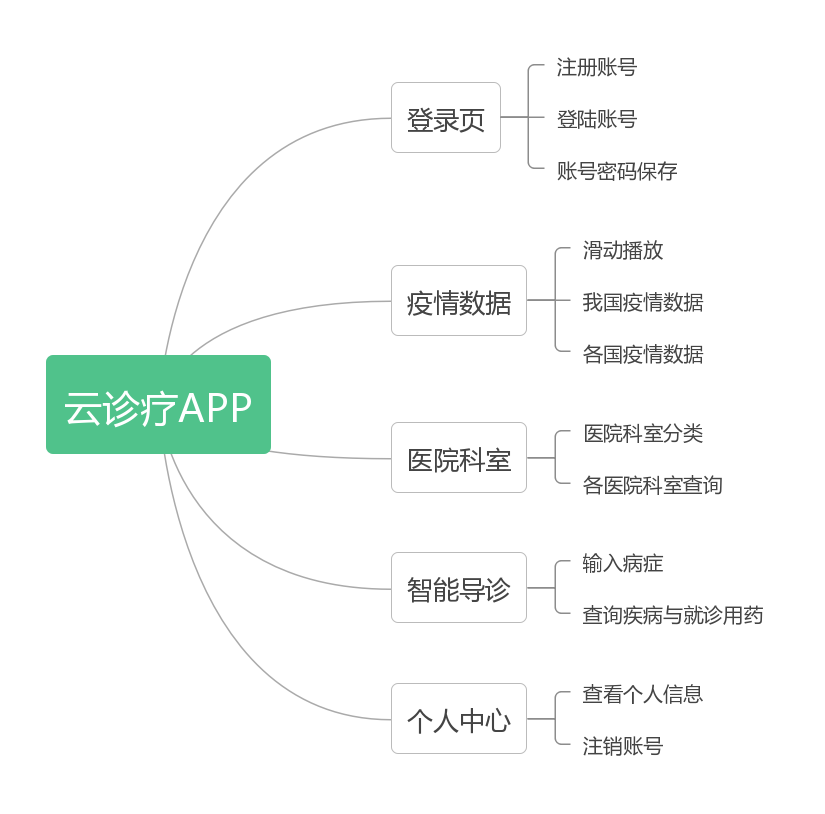 云诊疗APP
登录页
注册账号
登陆账号
账号密码保存
疫情数据
滑动播放
我国疫情数据
各国疫情数据
医院科室
医院科室分类
各医院科室查询
智能导诊
输入病症
查询疾病与就诊用药
个人中心
查看个人信息
注销账号